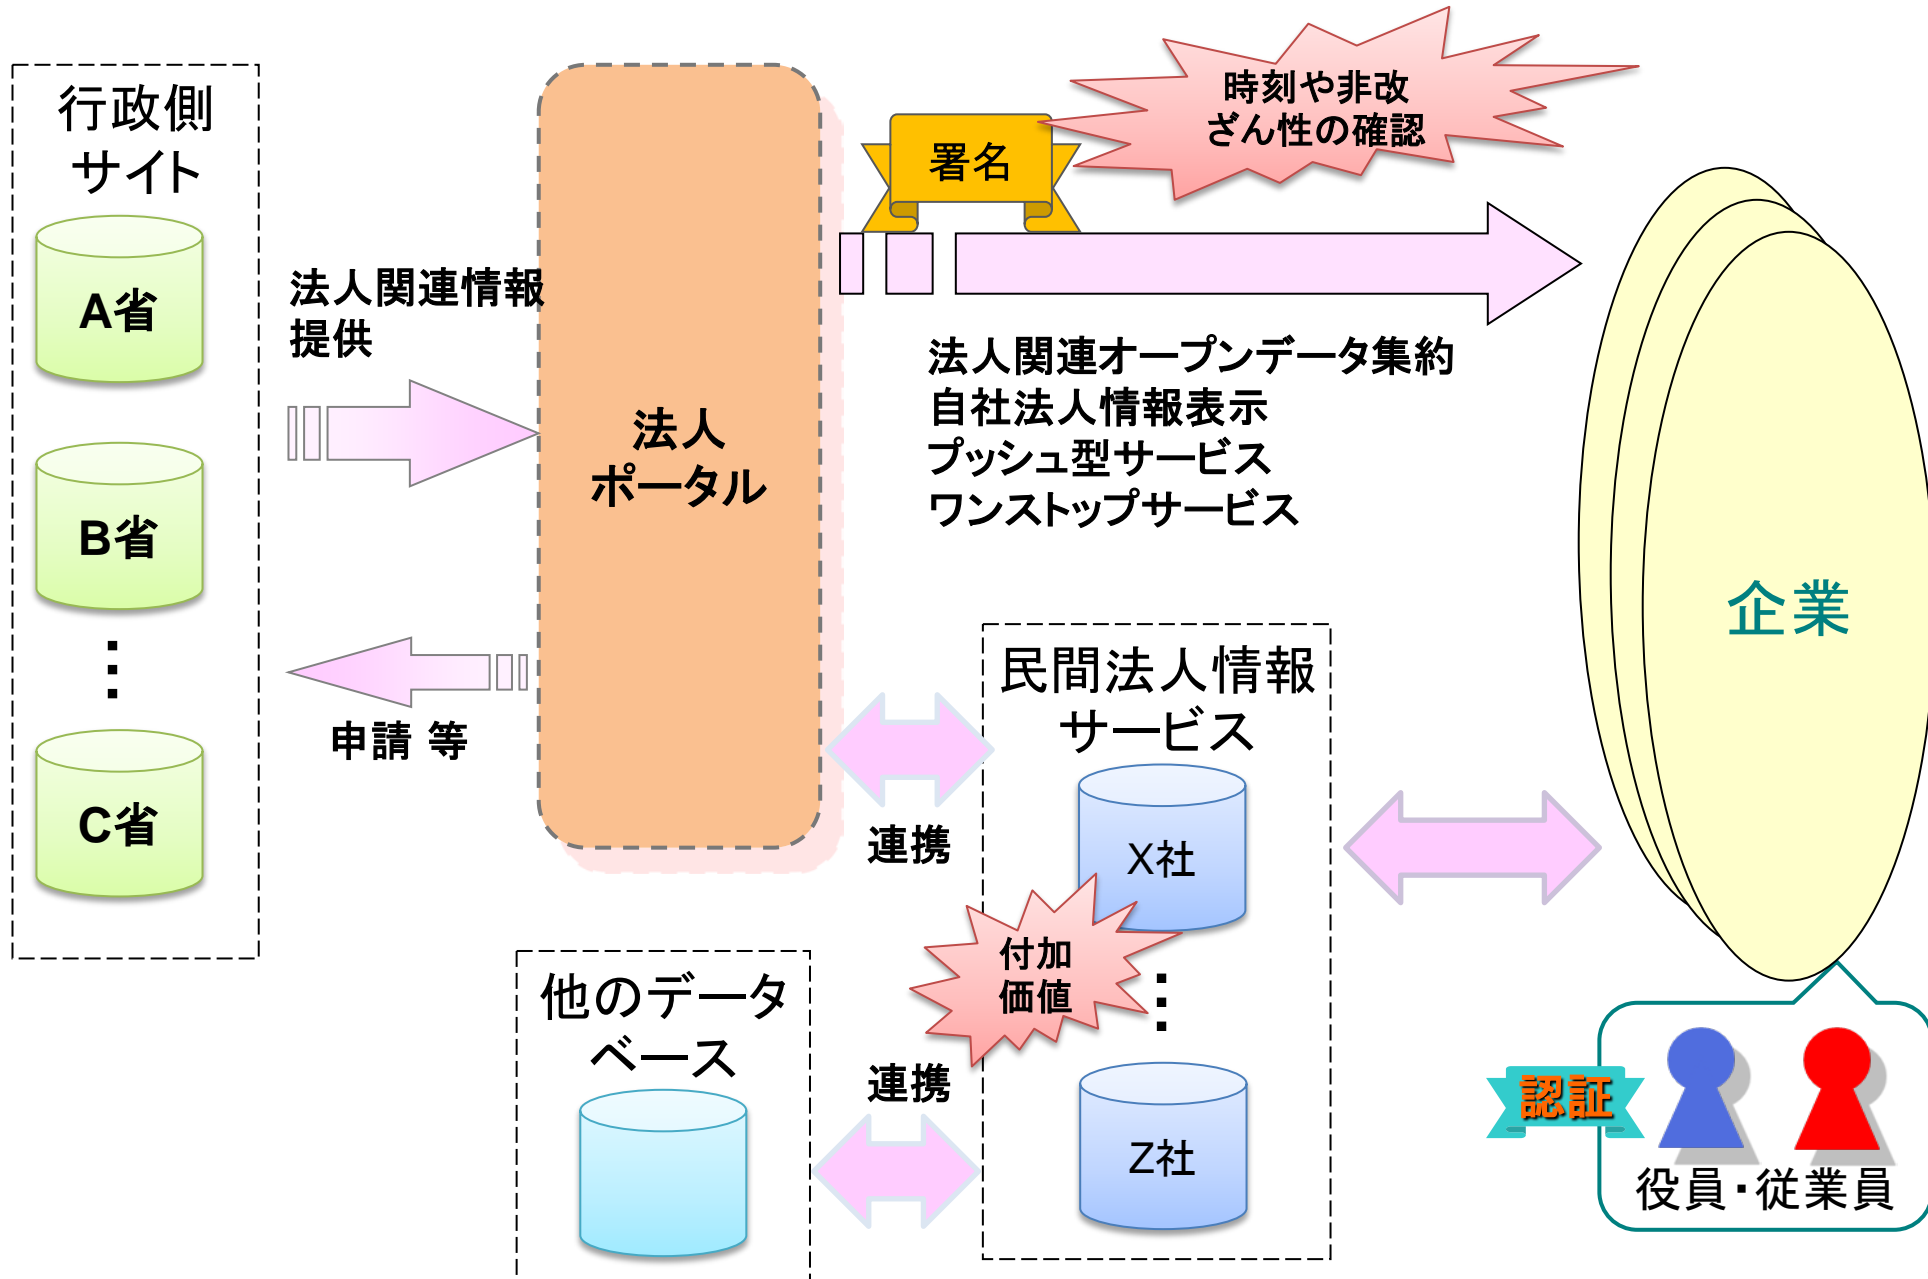 行政側
サイト
A省
B省
C省
法人関連情報
提供
申請 等
法人
ポータル
署名
時刻や非改
ざん性の確認
法人関連オープンデータ集約
自社法人情報表示
プッシュ型サービス
ワンストップサービス
企業
民間法人情報
サービス
X社
付加
価値
Z社
連携
連携
他のデータ
ベース
認証
役員・従業員